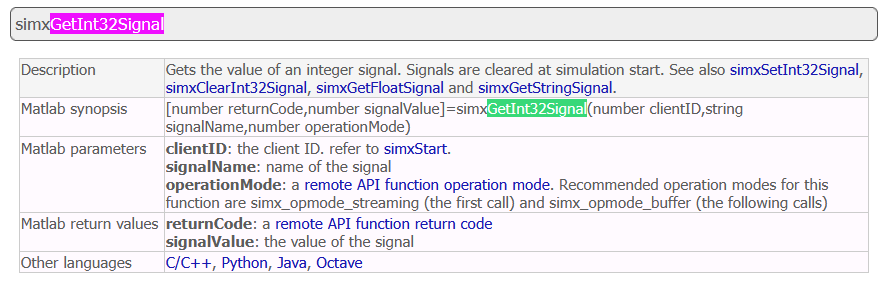 simxGetInt32Signal
Description Gets the value of an integer signal. Signals are cleared at simulation start. See also simxSetInt32Signal,
simxClearInt32Signal, simxGetFloatSignal and simxGetStringSignal.
Matlab synopsis [number returnCode,number signalValue]=simxGetInt32Signal(number clientID,string
signalName,number operationMode)
Matlab parameters clientID: the client ID. refer to simxStart.
signalName: name of the signal
operationMode: a remote API function operation mode. Recommended operation modes for this
function are simx_opmode_streaming (the first call) and simx_opmode_buffer (the following calls)
Matlab return values returnCode: a remote API function return code
signalValue: the value of the signal
Other languages C/C++, Python, Java, Octave